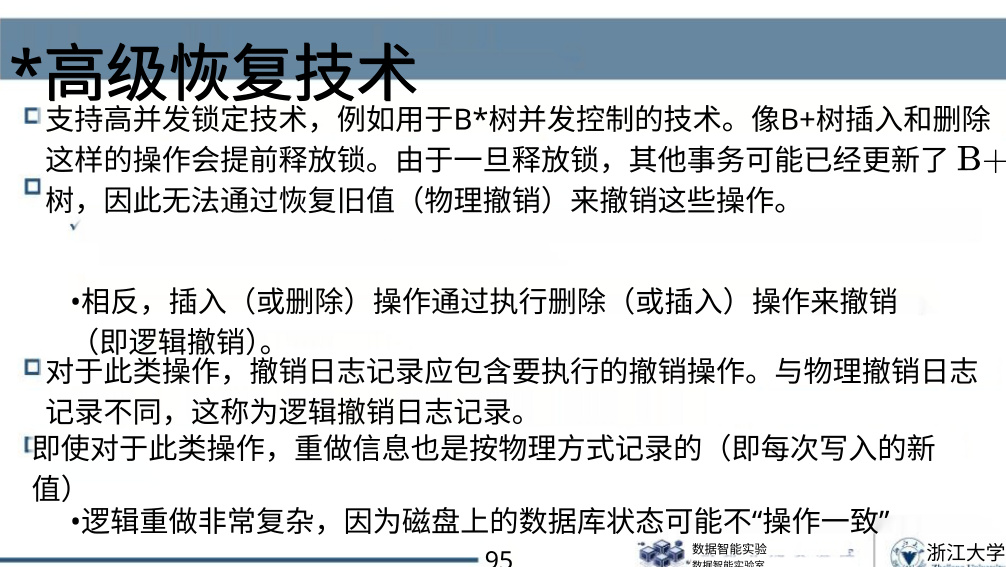 *高级恢复技术
支持高并发锁定技术，例如用于B*树并发控制的技术。像B+树插入和删除
这样的操作会提前释放锁。由于一旦释放锁，其他事务可能已经更新了 B+
树，因此无法通过恢复旧值（物理撤销）来撤销这些操作。
•相反，插入（或删除）操作通过执行删除（或插入）操作来撤销
（即逻辑撤销）。
对于此类操作，撤销日志记录应包含要执行的撤销操作。与物理撤销日志
记录不同，这称为逻辑撤销日志记录。
即使对于此类操作，重做信息也是按物理方式记录的（即每次写入的新
值）
•逻辑重做非常复杂，因为磁盘上的数据库状态可能不“操作一致”
95
数据智能实验
数据智能实验室
浙江大学